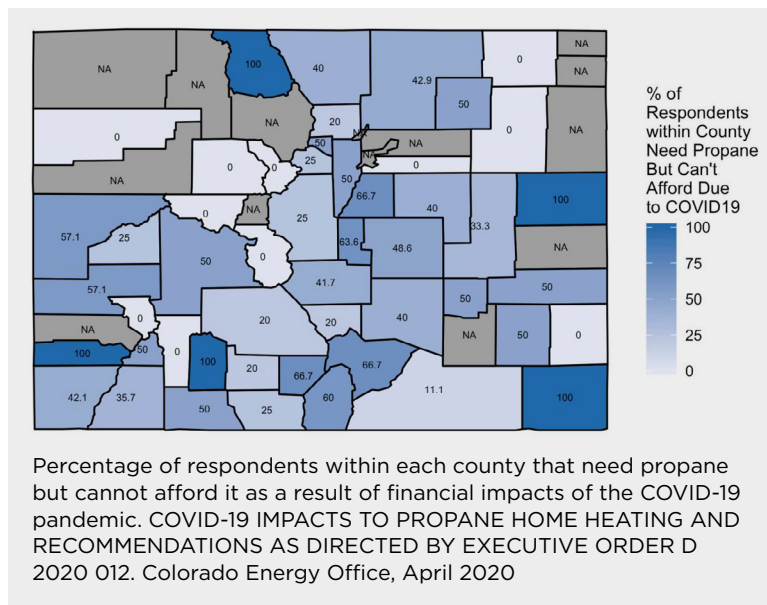 NA
100
40
0
NA
NA
NA
42.9
50
NA
20
0
NA
0
NA
50
NA
NA
NA
25
0
0
0
NA
50
66.7
40
100
0
NA
25
33.3
57.1
25
63.6
48.6
NA
0
50
41.7
50
57.1
50
0
20
20
40
NA
50
0
NA
50
0
100
100
20
66.7
66.7
42.1
35.7
50
25
60
11.1
100
% of
Respondents
within County
Need Propane
But Can't
Afford Due
to COVID19
100
75
50
25
0
Percentage of respondents within each county that need propane
but cannot afford it as a result of financial impacts of the COVID-19
pandemic. COVID-19 IMPACTS TO PROPANE HOME HEATING AND
RECOMMENDATIONS AS DIRECTED BY EXECUTIVE ORDER D
2020 012. Colorado Energy Office, April 2020